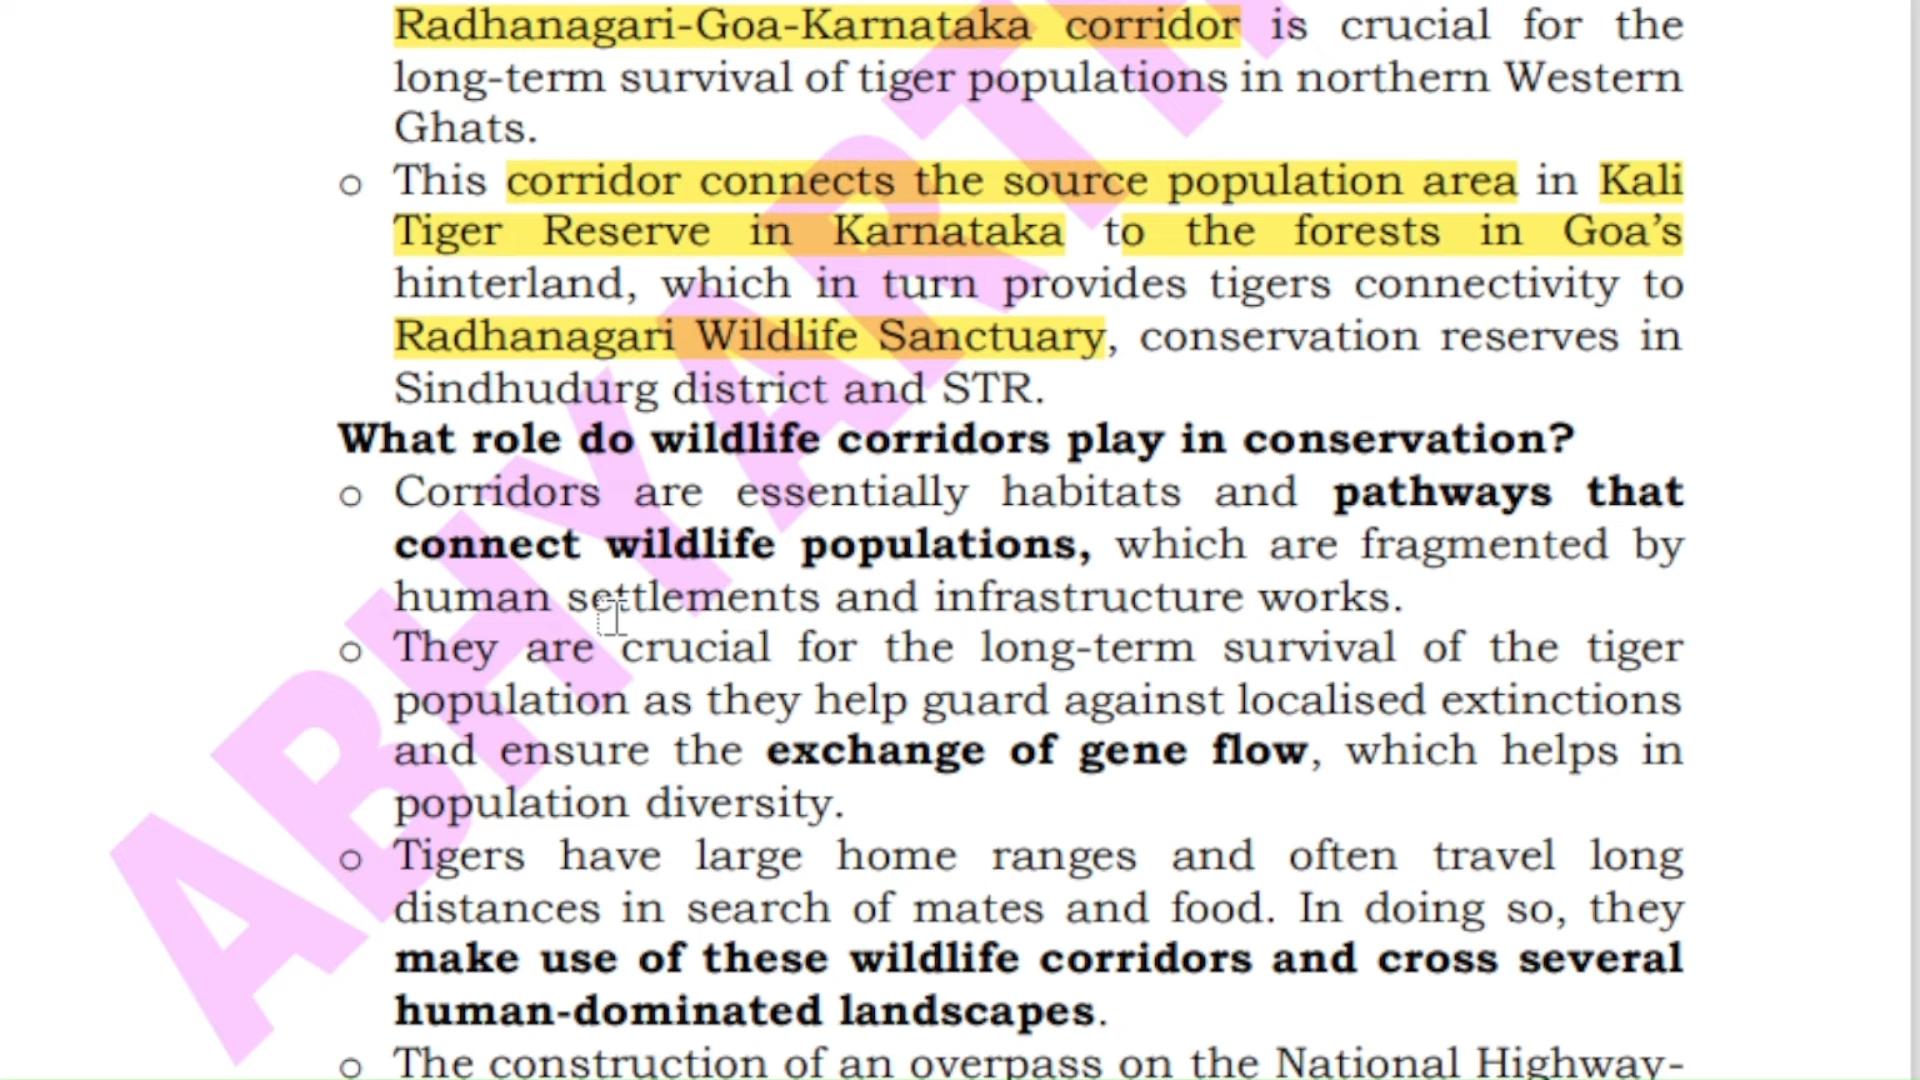 Radhanagari-Goa-Karnataka corridor is crucial for the
long-term survival of tiger populations in northern Western
Ghats.
o This corridor connects the source population area in Kali
Tiger Reserve in Karnataka to the forests in Goa’s
hinterland, which in turn provides tigers connectivity to
Radhanagari Wildlife Sanctuary, conservation reserves in
Sindhudurg district and STR.
What role do wildlife corridors play in conservation?
o Corridors are essentially habitats and pathways that
connect wildlife populations, which are fragmented by
human settlements and infrastructure works.
o They are crucial for the long-term survival of the tiger
population as they help guard against localised extinctions
and ensure the exchange of gene flow, which helps in
population diversity.
o Tigers have large home ranges and often travel long
distances in search of mates and food. In doing so, they
make use of these wildlife corridors and cross several
human-dominated landscapes.
o The construction of an overpass on the National Highway-